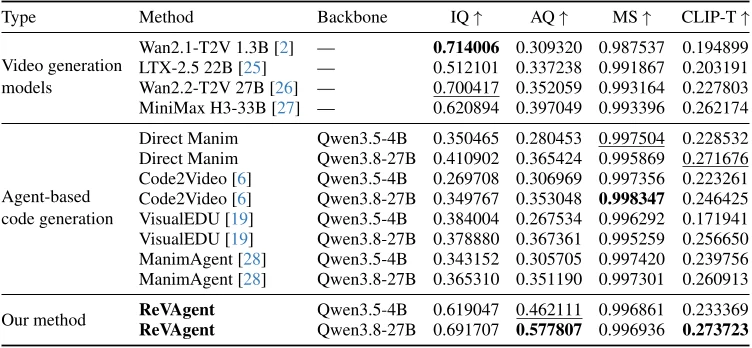 Type Method Backbone IQ ↑ AQ ↑ MS ↑ CLIP-T ↑
Video generation models
Wan2.1-T2V 1.3B [2] — 0.714006 0.309320 0.987537 0.194899
LTX-2.5 22B [25] — 0.512101 0.337238 0.991867 0.203191
Wan2.2-T2V 27B [26] — 0.700417 0.352059 0.993164 0.227803
MiniMax H3-33B [27] — 0.620894 0.397049 0.993396 0.262174
Agent-based code generation
Direct Manim Qwen3.5-4B 0.350465 0.280453 0.997504 0.228532
Direct Manim Qwen3.8-27B 0.410902 0.365424 0.995869 0.271676
Code2Video [6] Qwen3.5-4B 0.269708 0.306969 0.997356 0.223261
Code2Video [6] Qwen3.8-27B 0.349767 0.353048 0.998347 0.246425
VisualEDU [19] Qwen3.5-4B 0.384004 0.267534 0.996292 0.171941
VisualEDU [19] Qwen3.8-27B 0.378880 0.367361 0.995259 0.256650
ManimAgent [28] Qwen3.5-4B 0.343152 0.305705 0.997420 0.239756
ManimAgent [28] Qwen3.8-27B 0.365310 0.351190 0.997301 0.260913
Our method
ReVAgent Qwen3.5-4B 0.619047 0.462111 0.996861 0.233369
ReVAgent Qwen3.8-27B 0.691707 0.577807 0.996936 0.273723